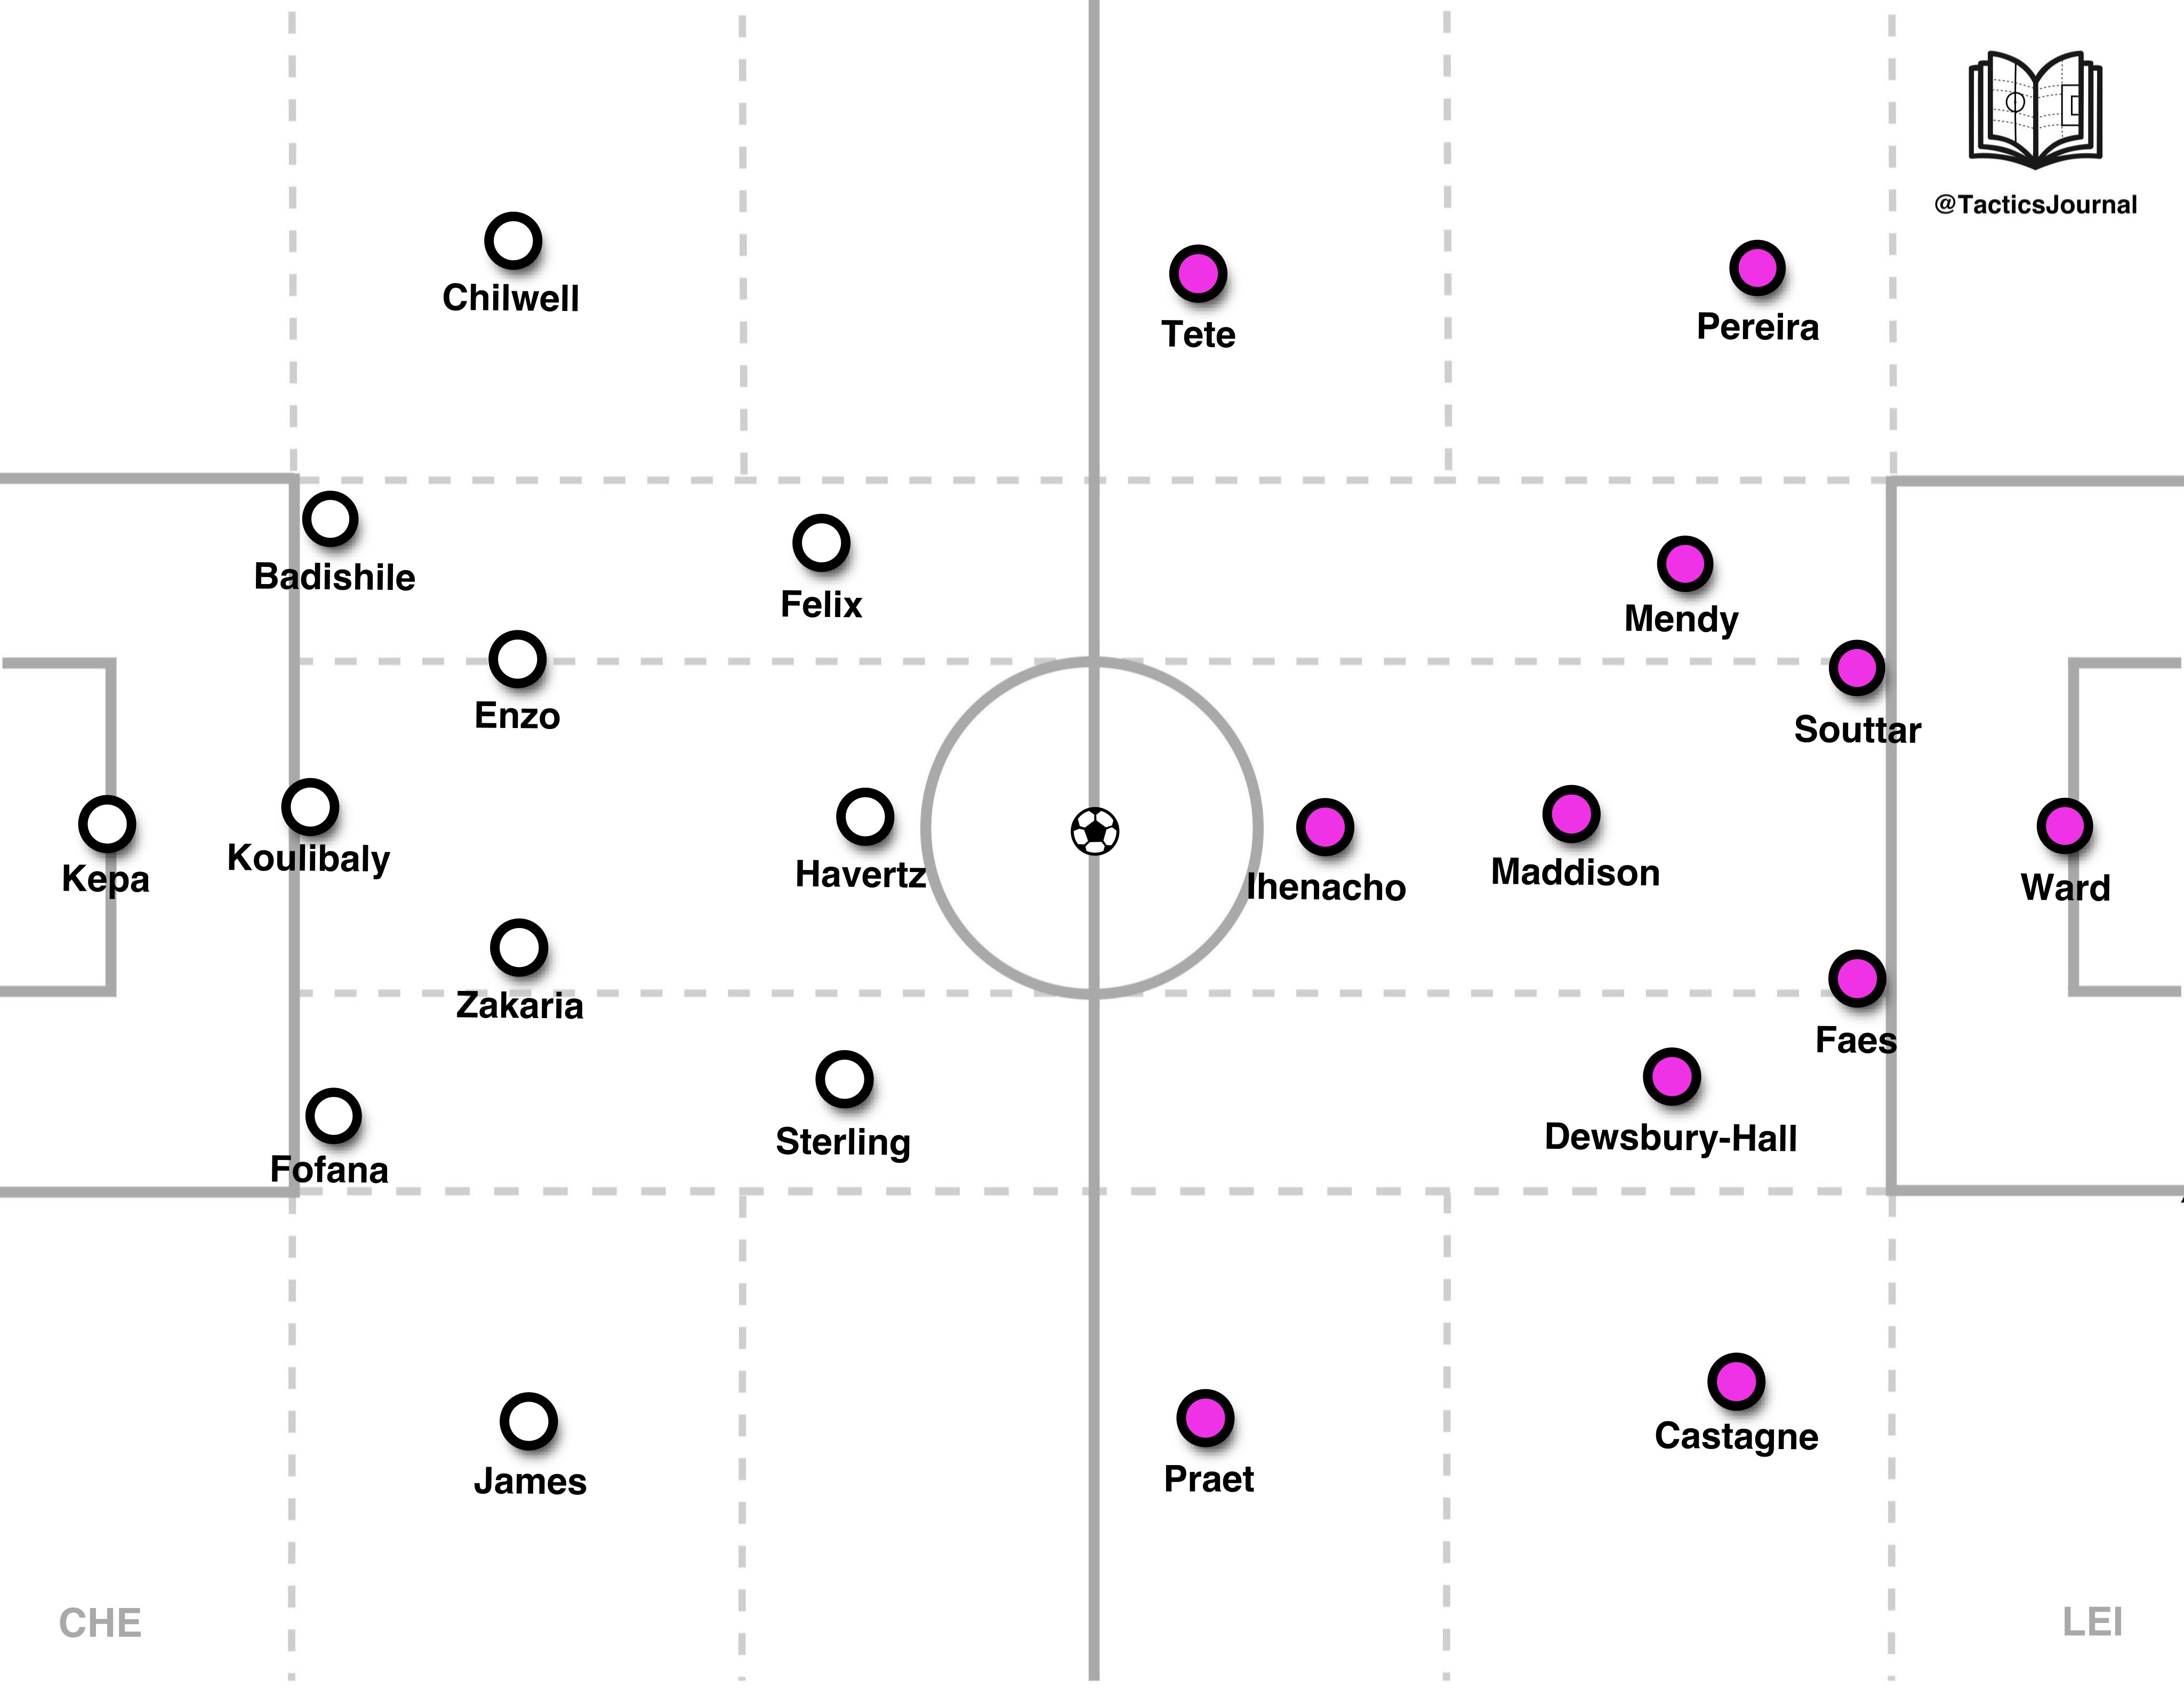 @TacticsJournal
Chilwell
Tete
Pereira
Badishile
Felix
Mendy
Enzo
Souttar
Kepa
Koulibaly
Havertz
Ihenacho
Maddison
Ward
Zakaria
Faes
Fofana
Sterling
Dewsbury-Hall
James
Praet
Castagne
CHE
LEI